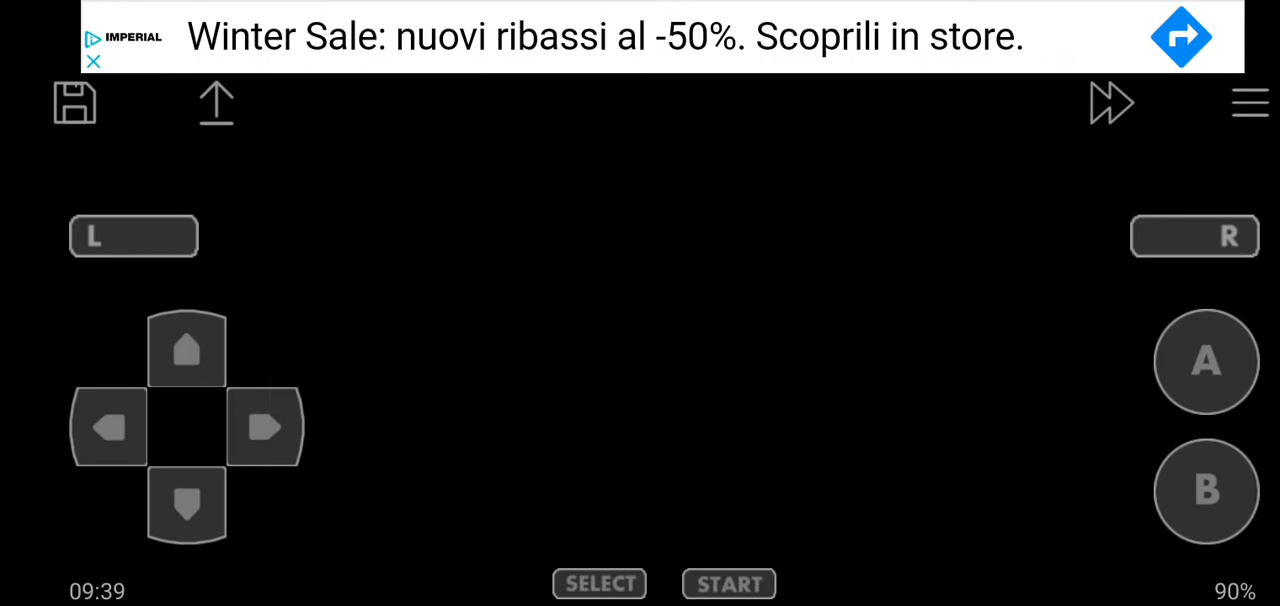 IMPERIAL
Winter Sale: nuovi ribassi al -50%. Scoprili in store.
L
R
A
B
SELECT
START
09:39
90%